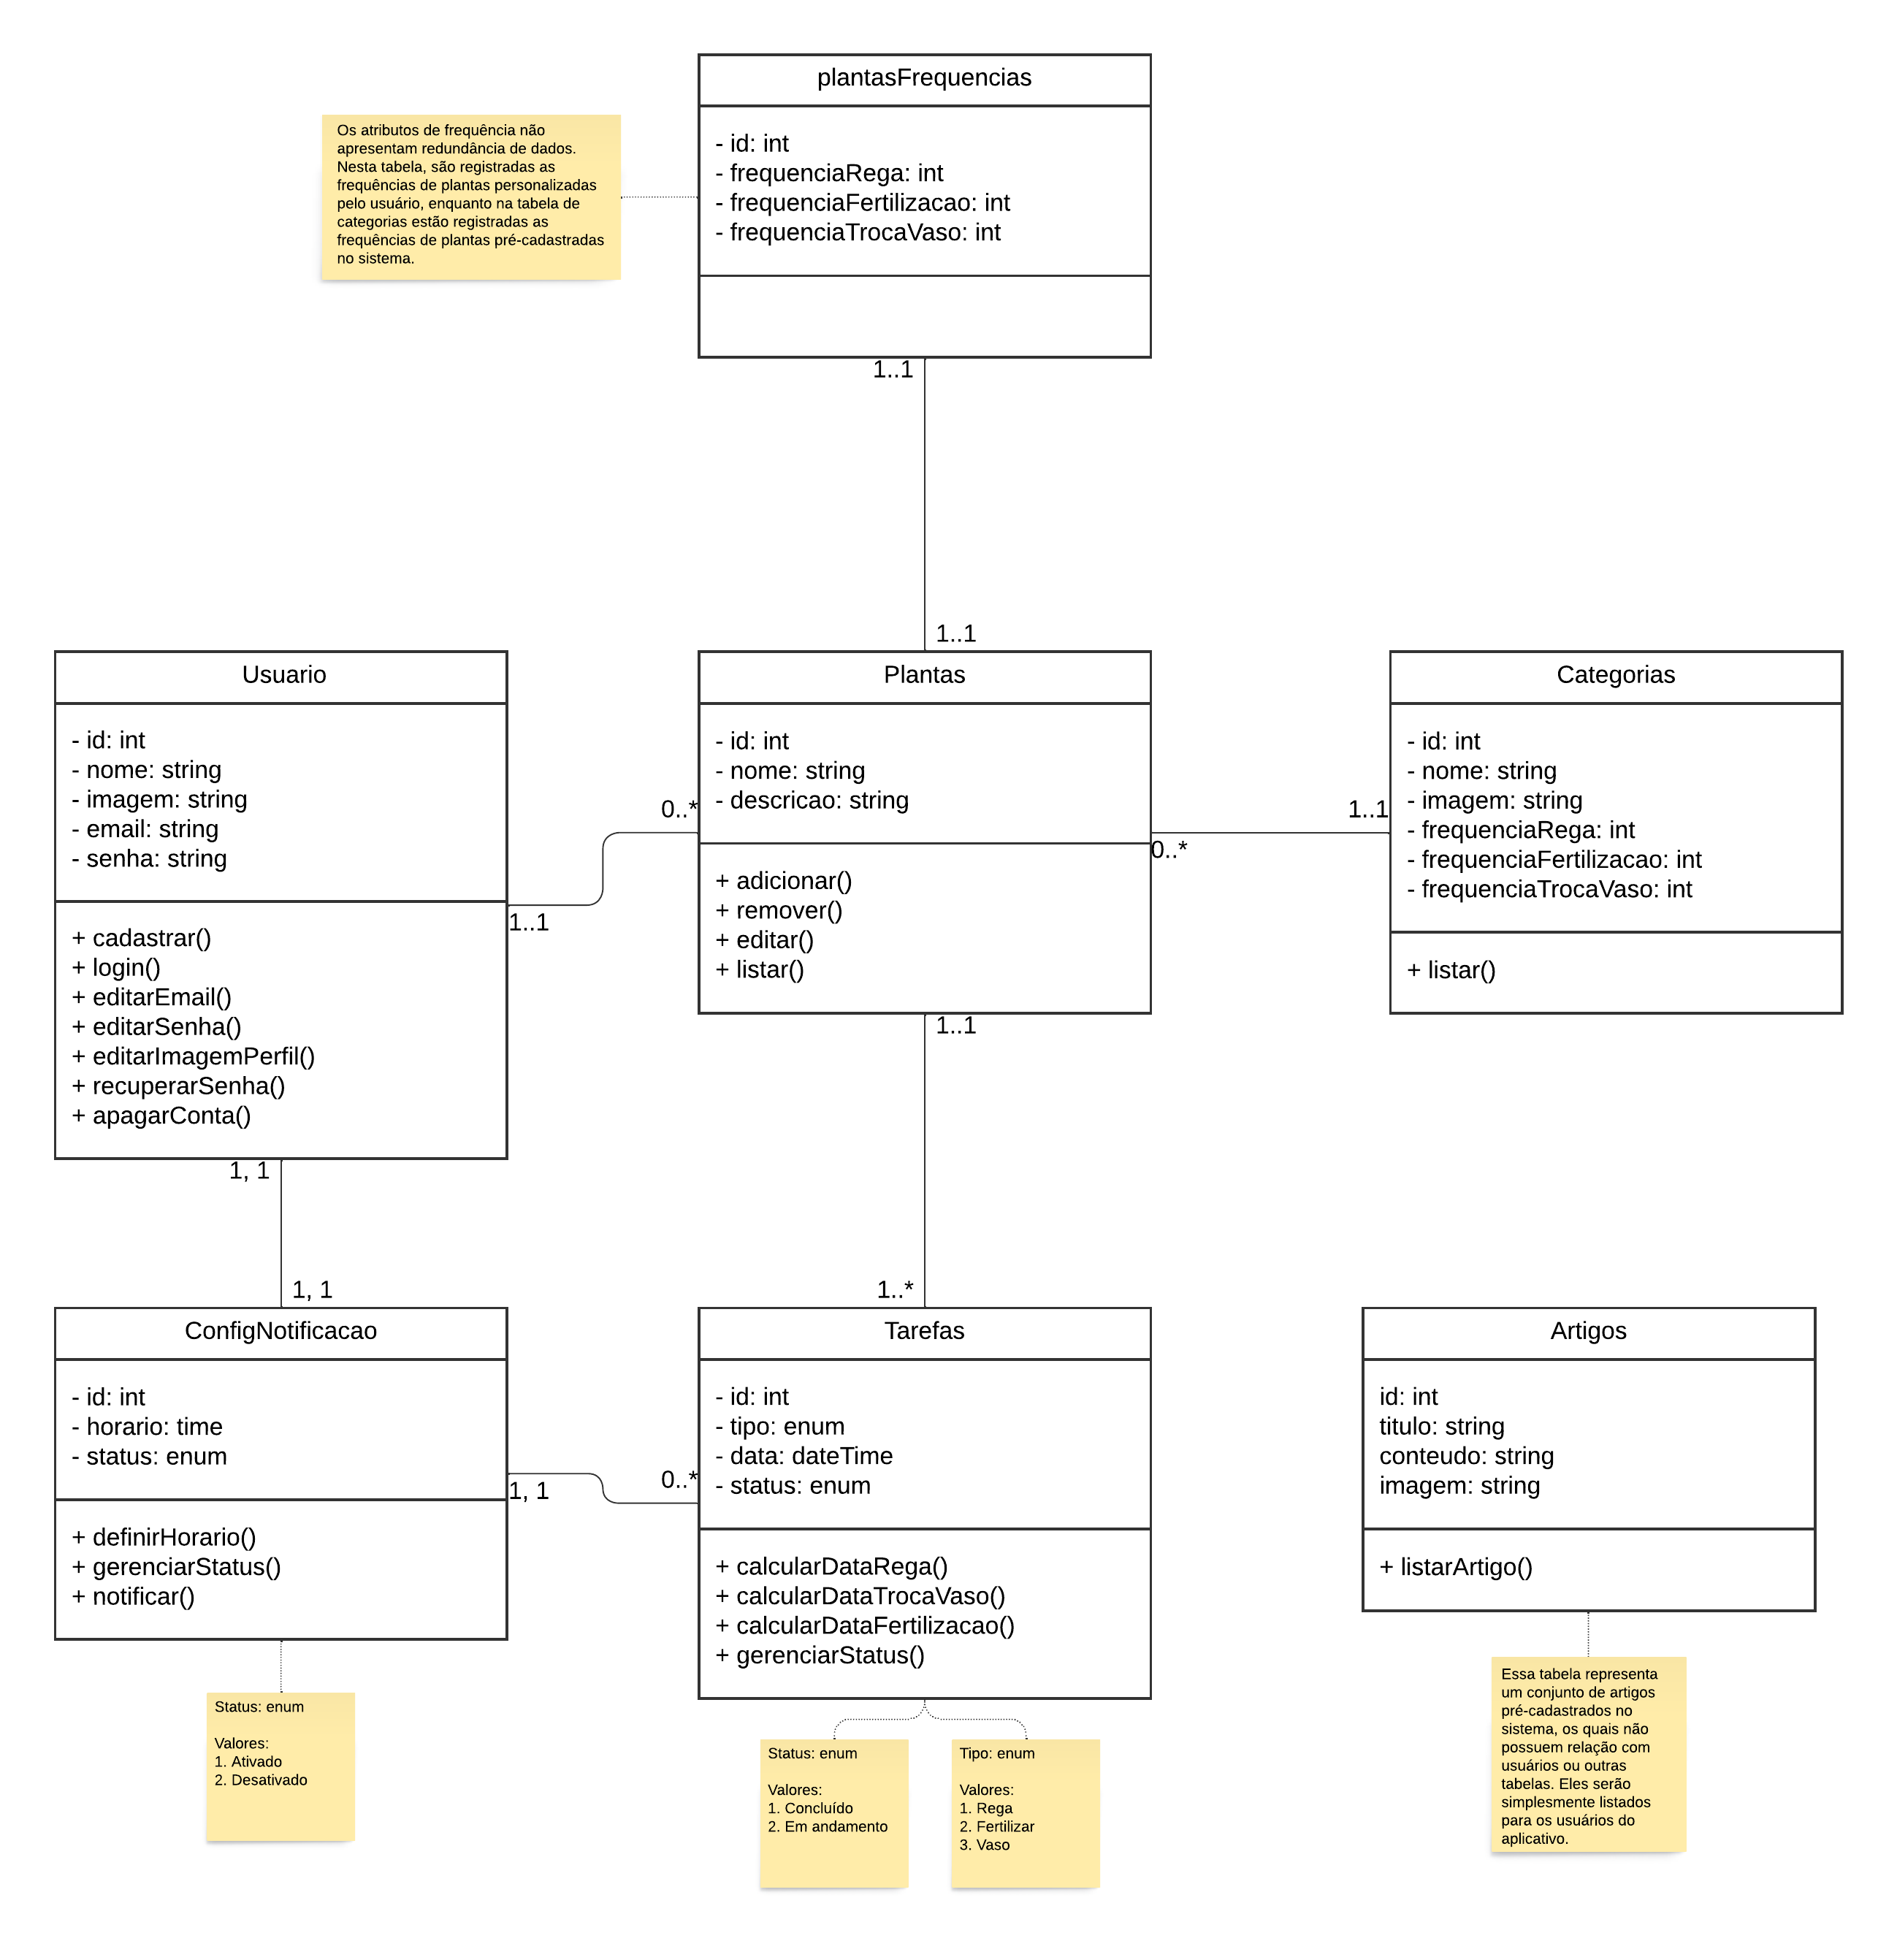 plantasFrequencias
- id: int
- frequenciaRega: int
- frequenciaFertilizacao: int
- frequenciaTrocaVaso: int
Os atributos de frequência não
apresentam redundância de dados.
Nesta tabela, são registradas as
frequências de plantas personalizadas
pelo usuário, enquanto na tabela de
categorias estão registradas as
frequências de plantas pré-cadastradas
no sistema.
1..1
1..1
Usuario
- id: int
- nome: string
- imagem: string
- email: string
- senha: string
+ cadastrar()
+ login()
+ editarEmail()
+ editarSenha()
+ editarImagemPerfil()
+ recuperarSenha()
+ apagarConta()
0..*
1..1
Plantas
- id: int
- nome: string
- descricao: string
+ adicionar()
+ remover()
+ editar()
+ listar()
1..1
0..*
Categorias
- id: int
- nome: string
- imagem: string
- frequenciaRega: int
- frequenciaFertilizacao: int
- frequenciaTrocaVaso: int
+ listar()
1..1
1..*
1, 1
1, 1
ConfigNotificacao
- id: int
- horario: time
- status: enum
+ definirHorario()
+ gerenciarStatus()
+ notificar()
0..*
1, 1
Tarefas
- id: int
- tipo: enum
- data: dateTime
- status: enum
+ calcularDataRega()
+ calcularDataTrocaVaso()
+ calcularDataFertilizacao()
+ gerenciarStatus()
Artigos
id: int
titulo: string
conteudo: string
imagem: string
+ listarArtigo()
Status: enum
Valores:
1. Ativado
2. Desativado
Status: enum
Valores:
1. Concluído
2. Em andamento
Tipo: enum
Valores:
1. Rega
2. Fertilizar
3. Vaso
Essa tabela representa
um conjunto de artigos
pré-cadastrados no
sistema, os quais não
possuem relação com
usuários ou outras
tabelas. Eles serão
simplesmente listados
para os usuários do
aplicativo.